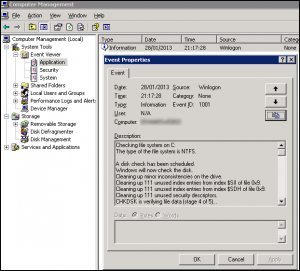 Computer Management
File Action View Window Help
Computer Management (Local)
System Tools
Event Viewer
Application
Security
System
Shared Folders
Local Users and Groups
Performance Logs and Alert
Device Manager
Storage
Removable Storage
Disk Defragmenter
Disk Management
Services and Applications
Type Date Time Source Cat
Information 28/01/2013 21:17:28 Winlogon None
Event Properties
Event
Date: 28/01/2013 Source: Winlogon
Time: 21:17:28 Category: None
Type: Information Event ID: 1001
User: N/A
Computer:
Description:
Checking file system on C:
The type of the file system is NTFS.
A disk check has been scheduled.
Windows will now check the disk.
Cleaning up minor inconsistencies on the drive.
Cleaning up 111 unused index entries from index $SII of file 0x9.
Cleaning up 111 unused index entries from index $SDH of file 0x9.
Cleaning up 111 unused security descriptors.
CHKDSK is verifying file data (stage 4 of 5)...
Data: Bytes Words
OK Cancel Apply